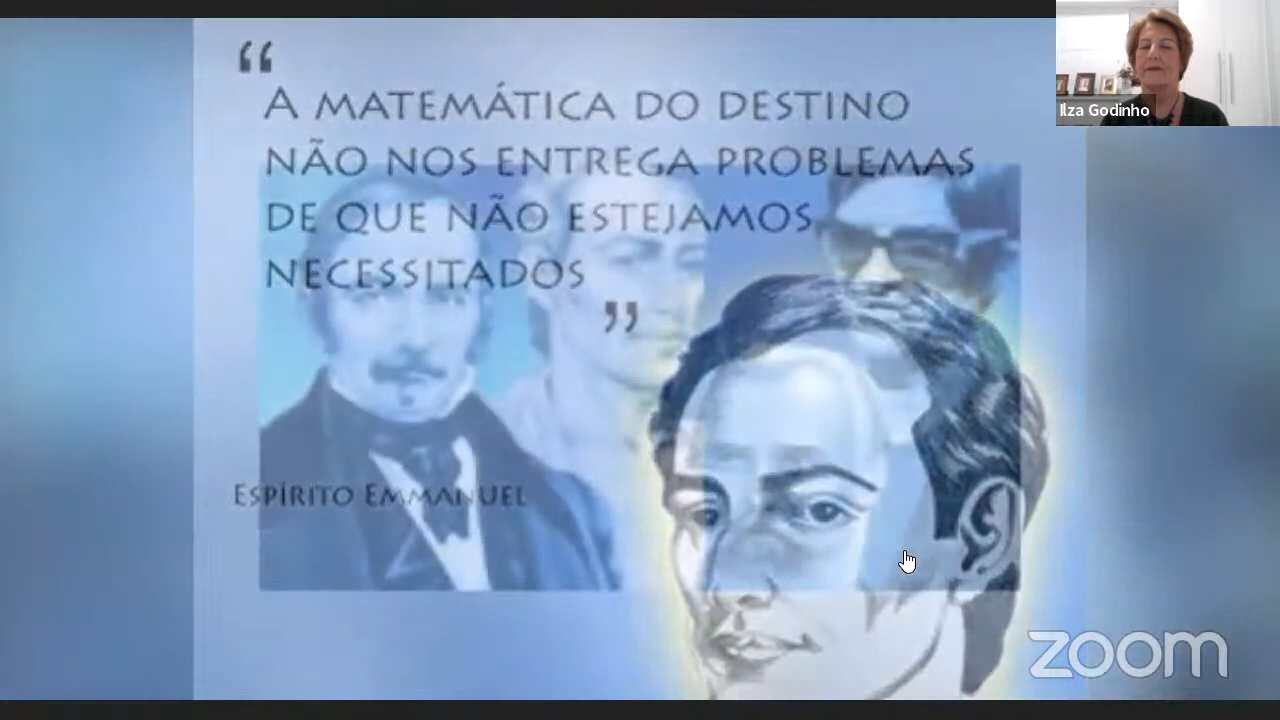 “
A MATEMÁTICA DO DESTINO
NÃO NOS ENTREGA PROBLEMAS
DE QUE NÃO ESTEJAMOS
NECESSITADOS
”
ESPÍRITO EMMANUEL
Ilza Godinho
zoom